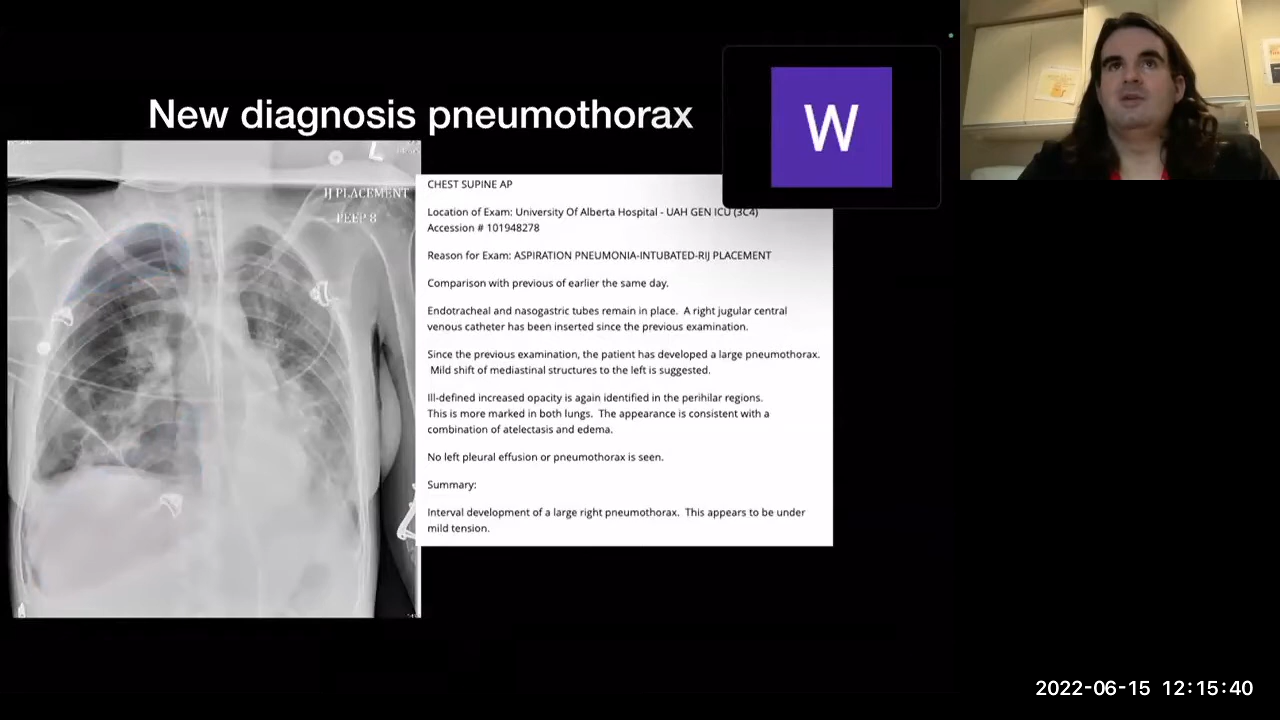 New diagnosis pneumothorax
W
L
IJ PLACEMENT
PEEP 8
CHEST SUPINE AP
Location of Exam: University Of Alberta Hospital - UAH GEN ICU (3C4)
Accession # 101948278
Reason for Exam: ASPIRATION PNEUMONIA-INTUBATED-RIJ PLACEMENT
Comparison with previous of earlier the same day.
Endotracheal and nasogastric tubes remain in place.  A right jugular central
venous catheter has been inserted since the previous examination.
Since the previous examination, the patient has developed a large pneumothorax.
Mild shift of mediastinal structures to the left is suggested.
Ill-defined increased opacity is again identified in the perihilar regions.
This is more marked in both lungs.  The appearance is consistent with a
combination of atelectasis and edema.
No left pleural effusion or pneumothorax is seen.
Summary:
Interval development of a large right pneumothorax.  This appears to be under
mild tension.
2022-06-15 12:15:40